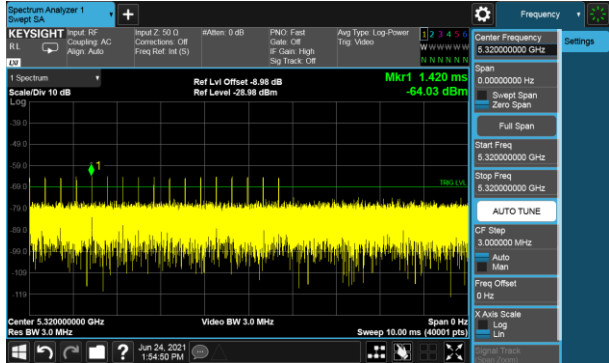 Spectrum Analyzer 1
Swept SA
Frequency
KEYSIGHT
RL
Input: RF
Coupling: AC
Align: Auto
Input Z: 50 Ω
Corrections: Off
Freq Ref: Int (S)
#Atten: 0 dB
PNO: Fast
Gate: Off
IF Gain: High
Sig Track: Off
Avg Type: Log-Power
Trig: Video
1 2 3 4 5 6
W W W W W W
N N N N N N
LXI
1 Spectrum
Scale/Div 10 dB
Log
Ref Lvl Offset -8.98 dB
Ref Level -28.98 dBm
Mkr1 1.420 ms
-64.03 dBm
-39.0
-49.0
-59.0
-69.0
-79.0
-89.0
-99.0
-109
-119
1
TRIG LVL
Center 5.320000000 GHz
Res BW 3.0 MHz
Video BW 3.0 MHz
Span 0 Hz
Sweep 10.00 ms (40001 pts)
Center Frequency
5.320000000 GHz
Settings
Span
0.00000000 Hz
Swept Span
Zero Span
Full Span
Start Freq
5.320000000 GHz
Stop Freq
5.320000000 GHz
AUTO TUNE
CF Step
3.000000 MHz
Auto
Man
Freq Offset
0 Hz
X Axis Scale
Log
Lin
Signal Track
(Span Zoom)
?
Jun 24, 2021
1:54:50 PM